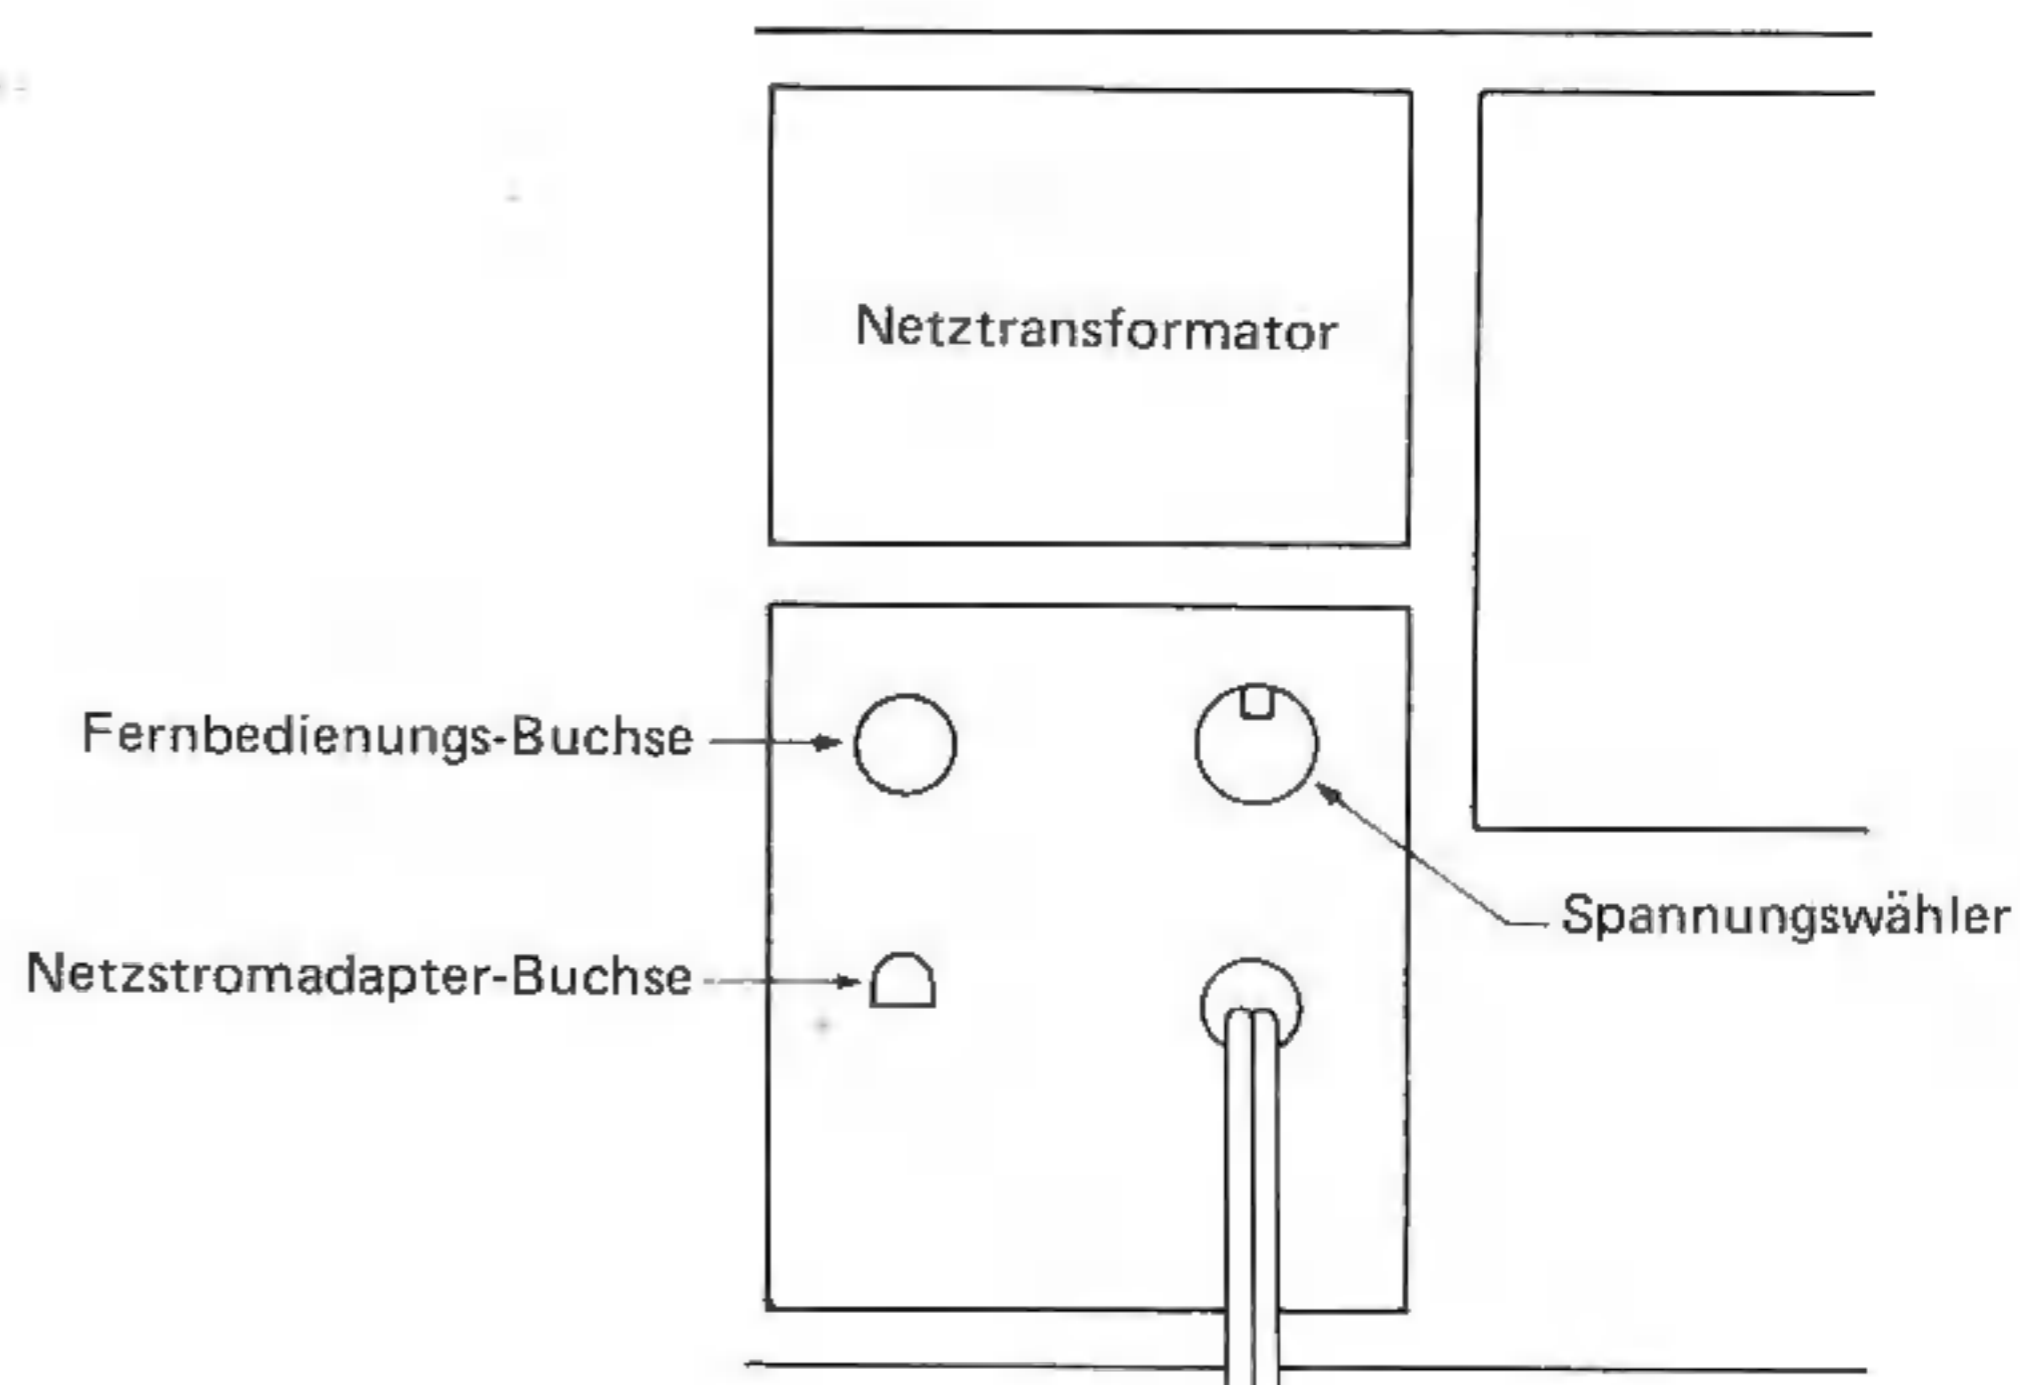 Netztransformator
Fernbedienungs-Buchse
Spannungswähler
Netzstromadapter-Buchse